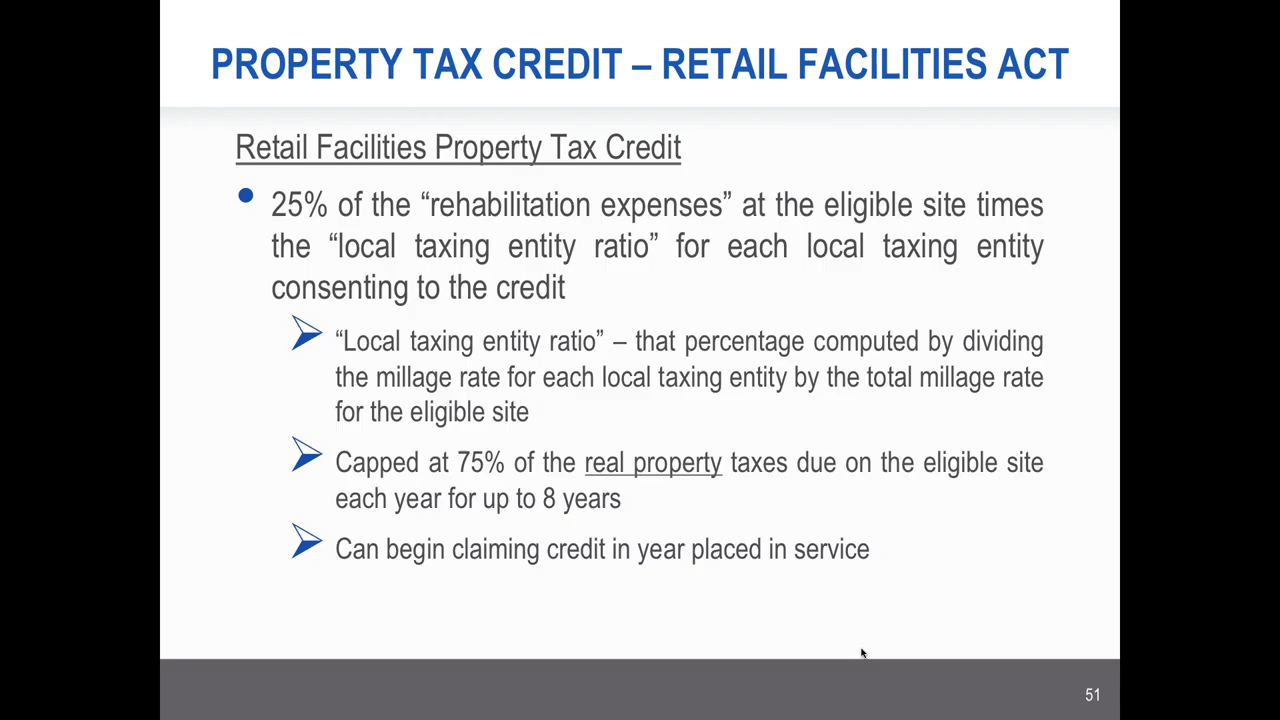 PROPERTY TAX CREDIT – RETAIL FACILITIES ACT
Retail Facilities Property Tax Credit
• 25% of the “rehabilitation expenses” at the eligible site times
the “local taxing entity ratio” for each local taxing entity
consenting to the credit
“Local taxing entity ratio” – that percentage computed by dividing
the millage rate for each local taxing entity by the total millage rate
for the eligible site
Capped at 75% of the real property taxes due on the eligible site
each year for up to 8 years
Can begin claiming credit in year placed in service
51